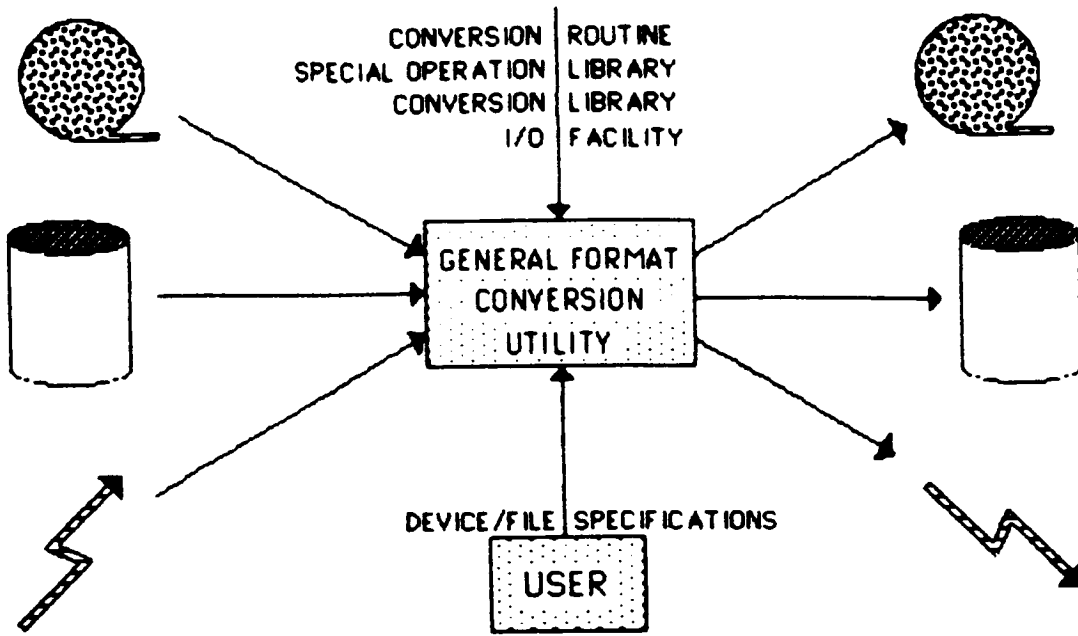 CONVERSION ROUTINE
SPECIAL OPERATION LIBRARY
CONVERSION LIBRARY
I/O FACILITY
GENERAL FORMAT
CONVERSION
UTILITY
DEVICE/FILE SPECIFICATIONS
USER